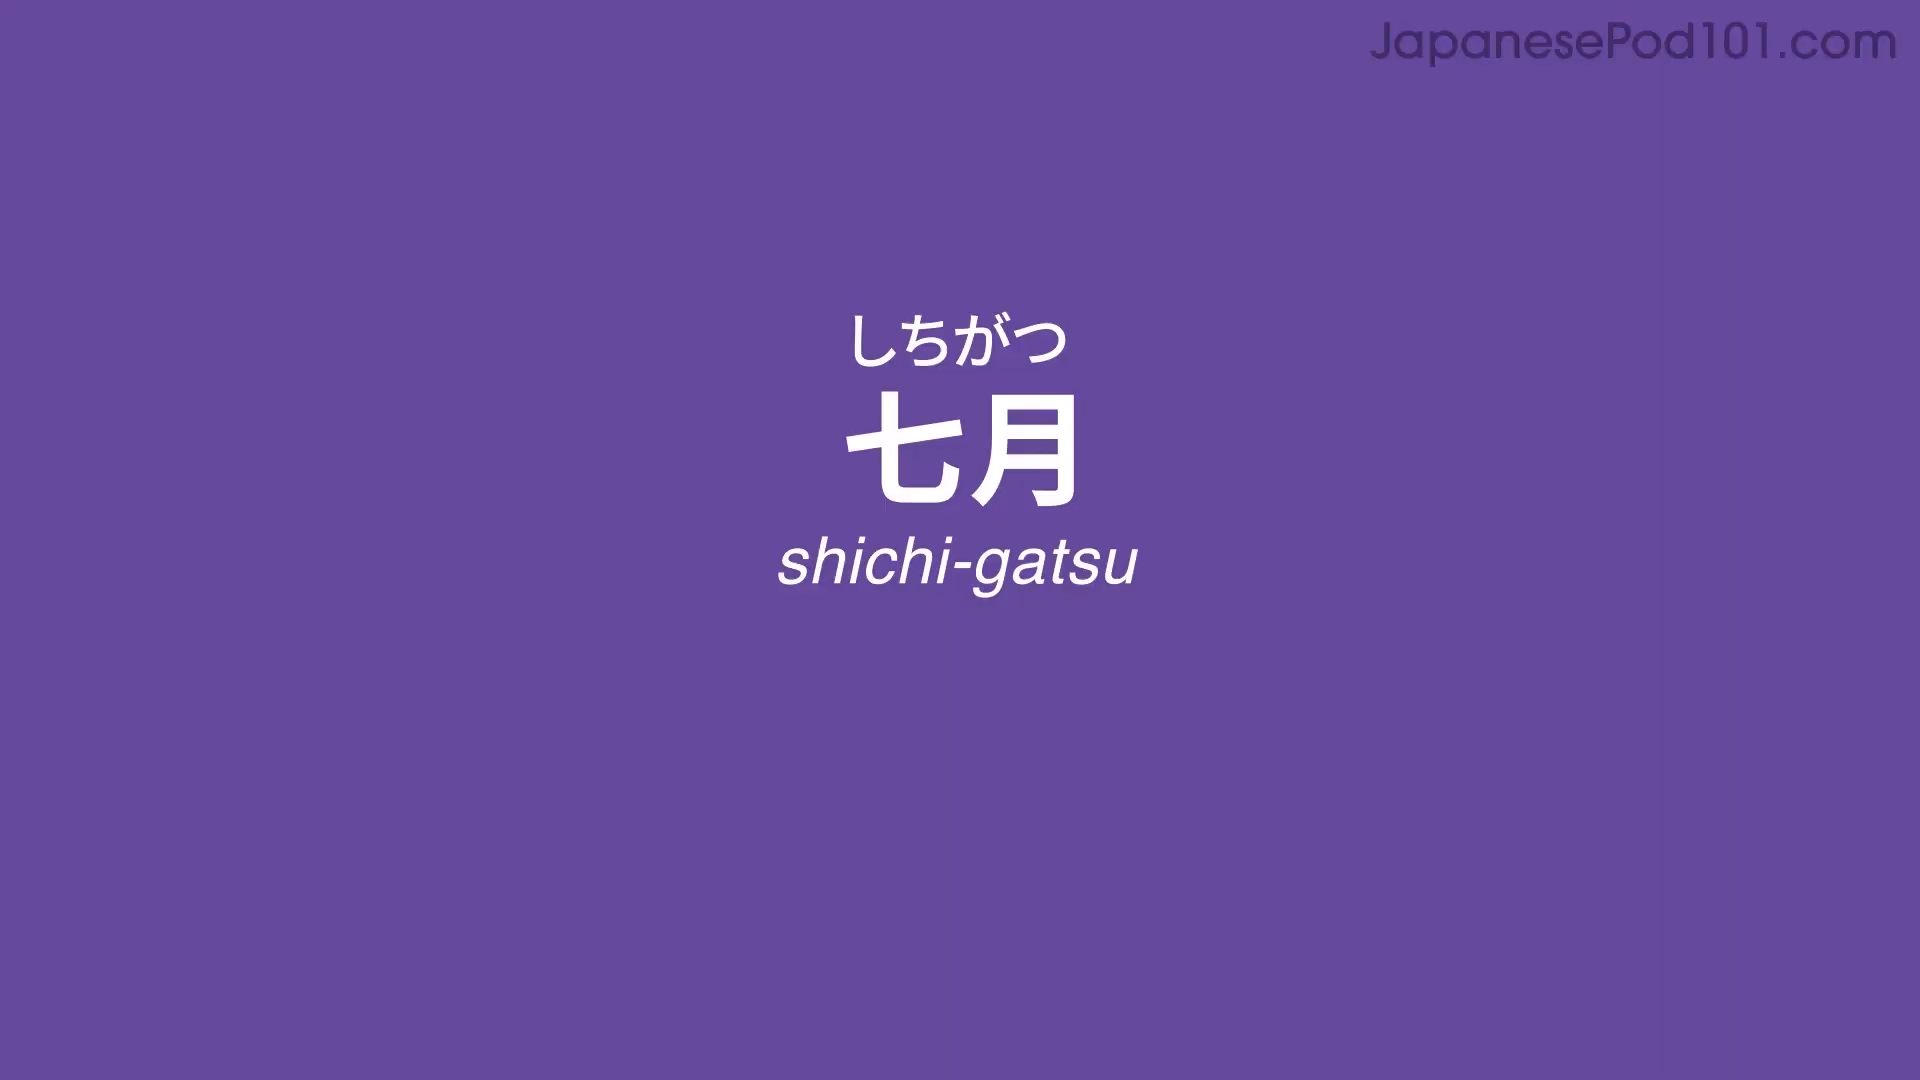 JapanesePod101.com
しちがつ
七月
shichi-gatsu